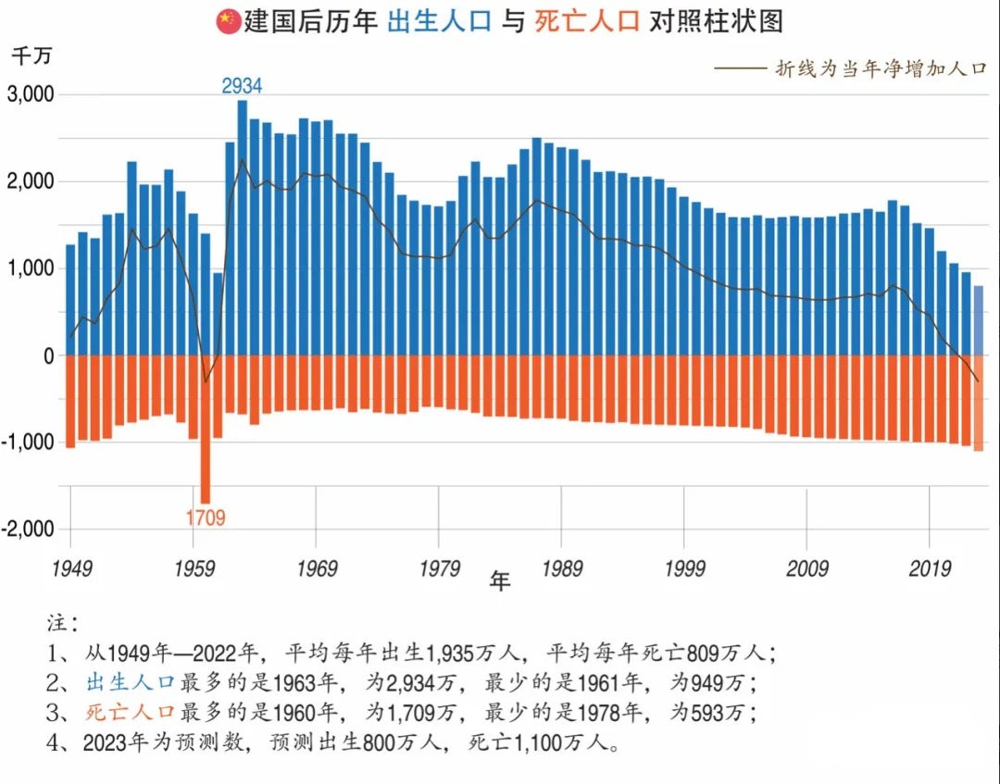 建国后历年 出生人口 与 死亡人口 对照柱状图
千万
折线为当年净增加人口
2934
3,000
2,000
1,000
0
-1,000
1709
-2,000
1949 1959 1969 1979 1989 1999 2009 2019
年
注：
1、从1949年—2022年，平均每年出生1,935万人，平均每年死亡809万人；
2、出生人口最多的是1963年，为2,934万，最少的是1961年，为949万；
3、死亡人口最多的是1960年，为1,709万，最少的是1978年，为593万；
4、2023年为预测数，预测出生800万人，死亡1,100万人。